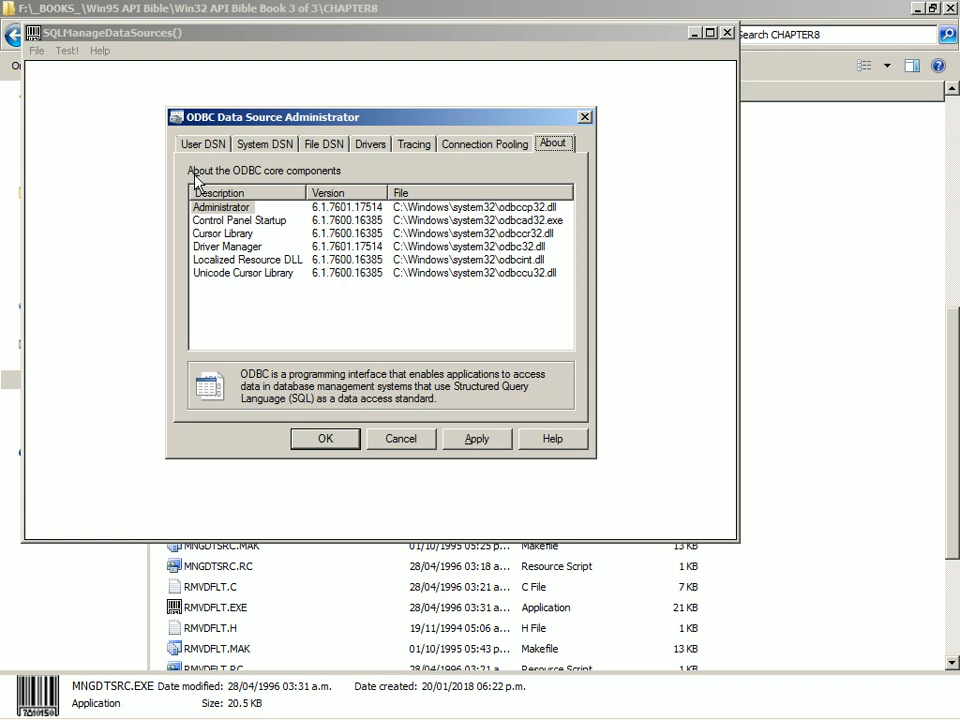 F:\_BOOKS_\Win95 API Bible\Win32 API Bible Book 3 of 3\CHAPTER8
SQLManageDataSources()
Search CHAPTER8
File Test! Help
ODBC Data Source Administrator
User DSN System DSN File DSN Drivers Tracing Connection Pooling About
About the ODBC core components
Description Version File
Administrator 6.1.7601.17514 C:\Windows\system32\odbccp32.dll
Control Panel Startup 6.1.7600.16385 C:\Windows\system32\odbcad32.exe
Cursor Library 6.1.7600.16385 C:\Windows\system32\odbccr32.dll
Driver Manager 6.1.7601.17514 C:\Windows\system32\odbc32.dll
Localized Resource DLL 6.1.7600.16385 C:\Windows\system32\odbcint.dll
Unicode Cursor Library 6.1.7600.16385 C:\Windows\system32\odbccu32.dll
ODBC is a programming interface that enables applications to access
data in database management systems that use Structured Query
Language (SQL) as a data access standard.
OK Cancel Apply Help
MNGDTSRC.MAK 01/10/1995 05:25 p... Makefile 13 KB
MNGDTSRC.RC 28/04/1996 03:18 a... Resource Script 1 KB
RMVDFLT.C 28/04/1996 03:21 a... C File 7 KB
RMVDFLT.EXE 28/04/1996 03:31 a... Application 21 KB
RMVDFLT.H 19/11/1994 05:06 a... H File 1 KB
RMVDFLT.MAK 01/10/1995 05:43 p... Makefile 13 KB
RMVDFLT.RC 28/04/1996 03:21 a... Resource Script 1 KB
MNGDTSRC.EXE Date modified: 28/04/1996 03:31 a.m. Date created: 20/01/2018 06:22 p.m.
Application Size: 20.5 KB